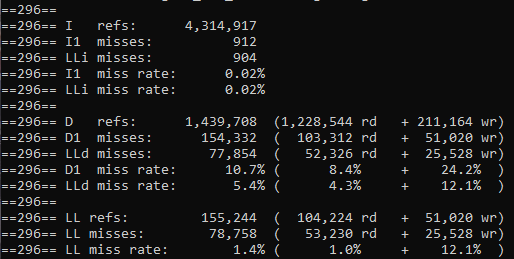 ==296==
==296== I   refs:      4,314,917
==296== I1  misses:          912
==296== LLi misses:          904
==296== I1  miss rate:      0.02%
==296== LLi miss rate:      0.02%
==296==
==296== D   refs:      1,439,708  (1,228,544 rd   + 211,164 wr)
==296== D1  misses:      154,332  (  103,312 rd   +  51,020 wr)
==296== LLd misses:       77,854  (   52,326 rd   +  25,528 wr)
==296== D1  miss rate:      10.7% (      8.4%     +    24.2%  )
==296== LLd miss rate:       5.4% (      4.3%     +    12.1%  )
==296==
==296== LL refs:         155,244  (  104,224 rd   +  51,020 wr)
==296== LL misses:        78,758  (   53,230 rd   +  25,528 wr)
==296== LL miss rate:        1.4% (      1.0%     +    12.1%  )